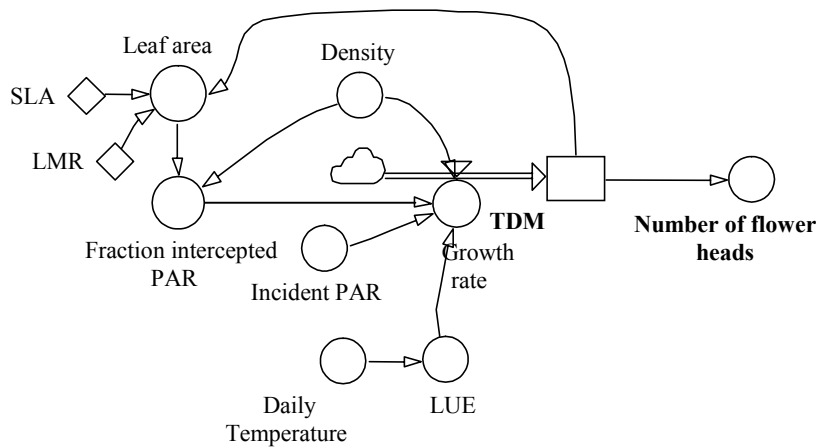 Leaf area
Density
SLA
LMR
TDM
Number of flower
heads
Fraction intercepted
PAR
Growth
rate
Incident PAR
Daily
Temperature
LUE